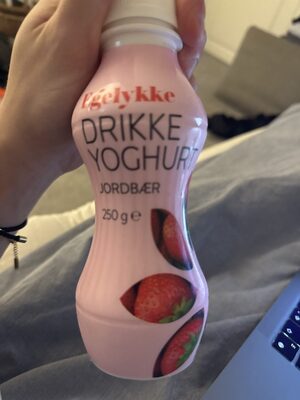 Egelykke
DRIKKE
YOGHURT
JORDBÆR
250 g e